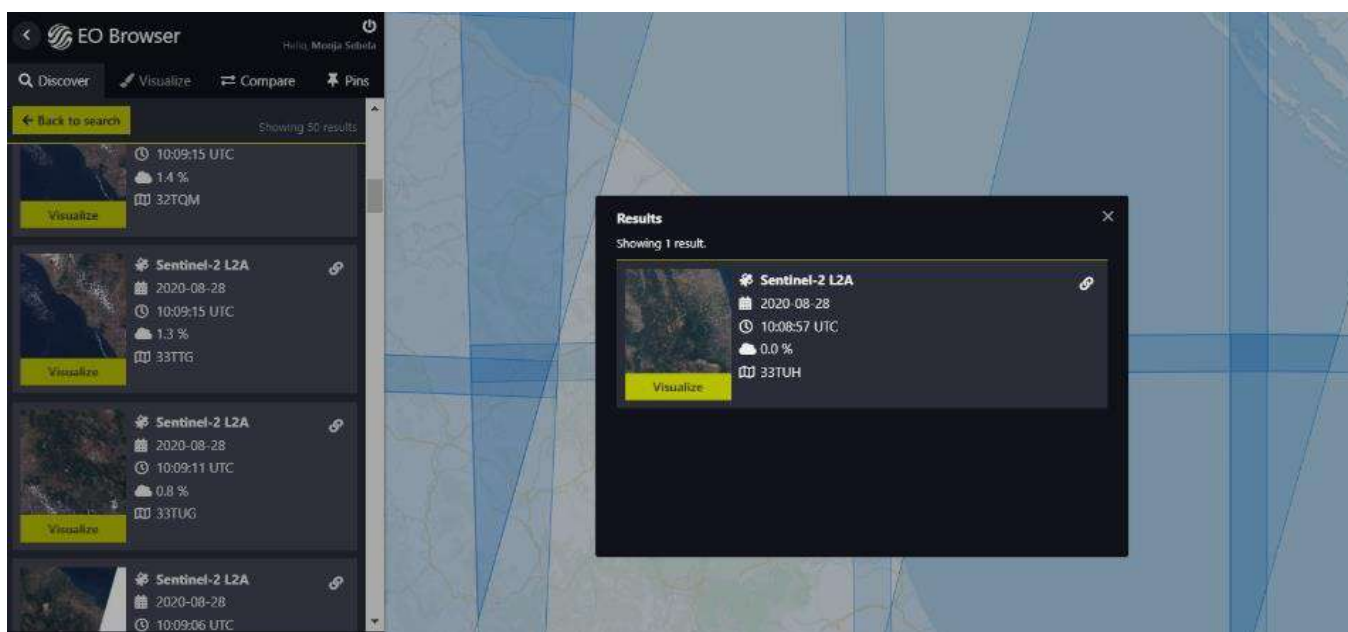 EO Browser
Hello, Monja Sebela
Discover
Visualize
Compare
Pins
Back to search
Showing 50 results
10:09:15 UTC
1.4 %
32TQM
Visualize
Sentinel-2 L2A
2020-08-28
10:09:15 UTC
1.3 %
33TTG
Visualize
Sentinel-2 L2A
2020-08-28
10:09:11 UTC
0.8 %
33TUG
Visualize
Sentinel-2 L2A
2020-08-28
10:09:06 UTC
Results
Showing 1 result.
Sentinel-2 L2A
2020-08-28
10:08:57 UTC
0.0 %
33TUH
Visualize